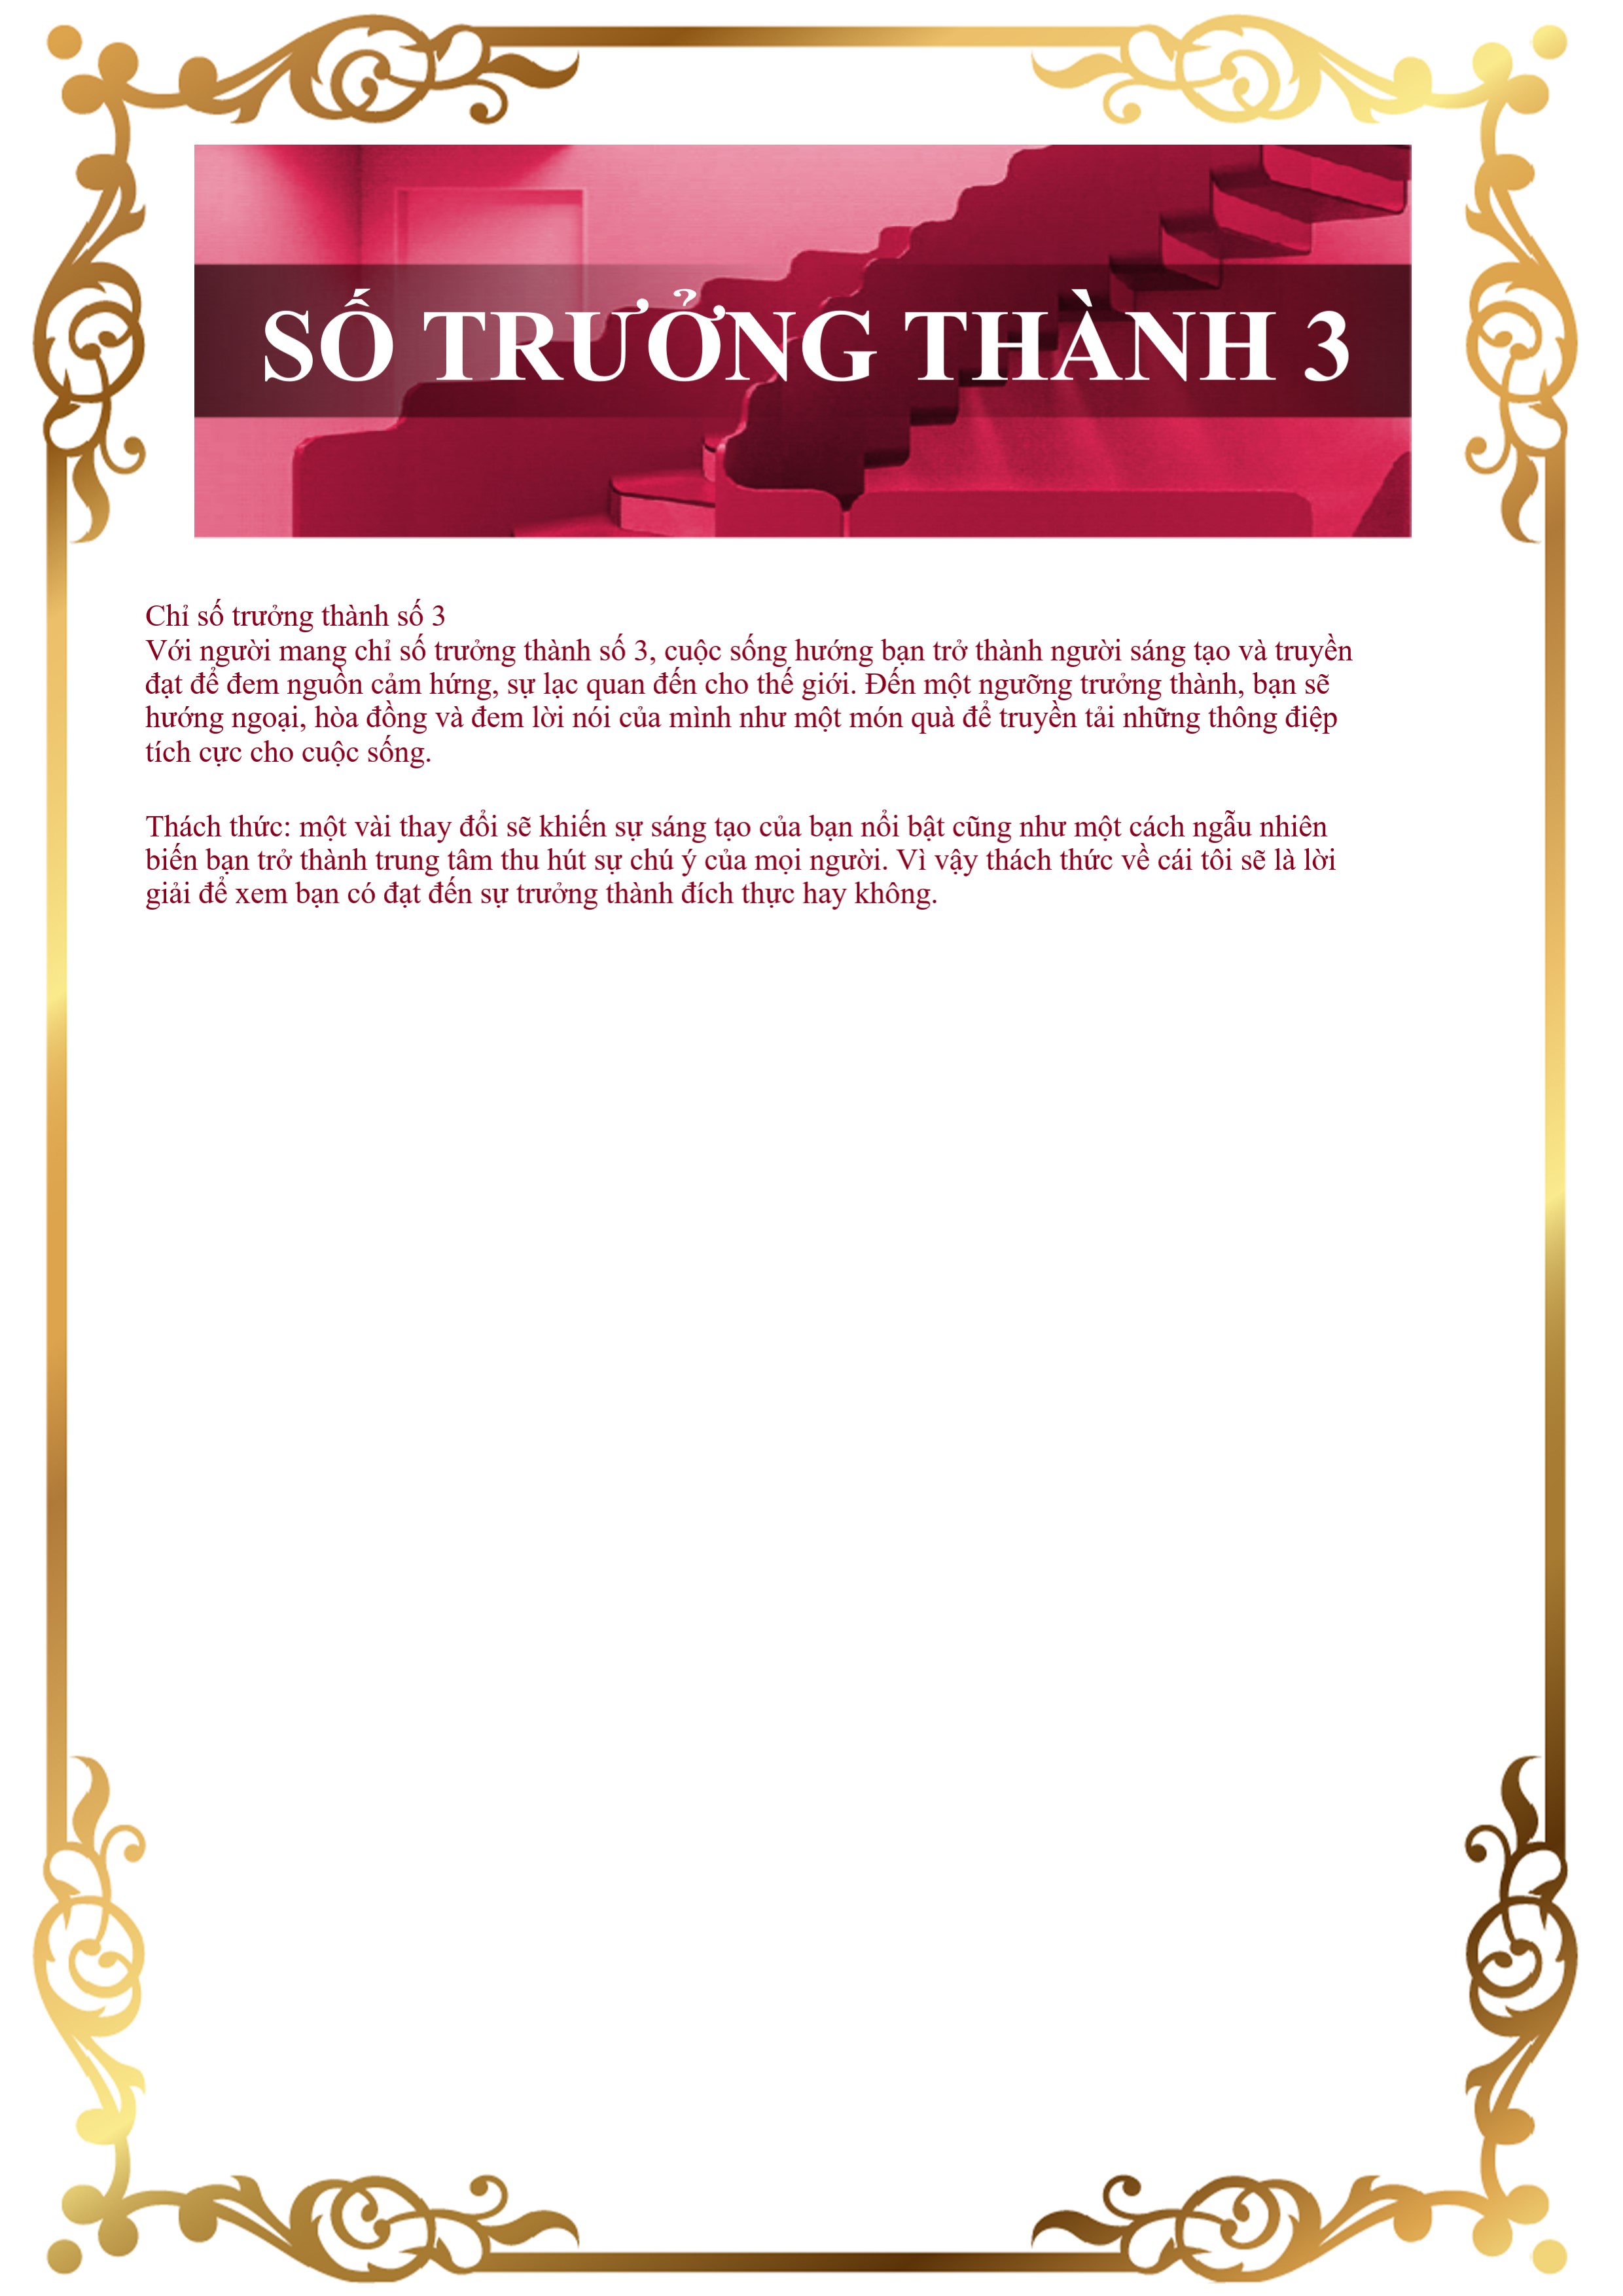 SỐ TRƯỞNG THÀNH 3
Chỉ số trưởng thành số 3
Với người mang chỉ số trưởng thành số 3, cuộc sống hướng bạn trở thành người sáng tạo và truyền
đạt để đem nguồn cảm hứng, sự lạc quan đến cho thế giới. Đến một ngưỡng trưởng thành, bạn sẽ
hướng ngoại, hòa đồng và đem lời nói của mình như một món quà để truyền tải những thông điệp
tích cực cho cuộc sống.
Thách thức: một vài thay đổi sẽ khiến sự sáng tạo của bạn nổi bật cũng như một cách ngẫu nhiên
biến bạn trở thành trung tâm thu hút sự chú ý của mọi người. Vì vậy thách thức về cái tôi sẽ là lời
giải để xem bạn có đạt đến sự trưởng thành đích thực hay không.